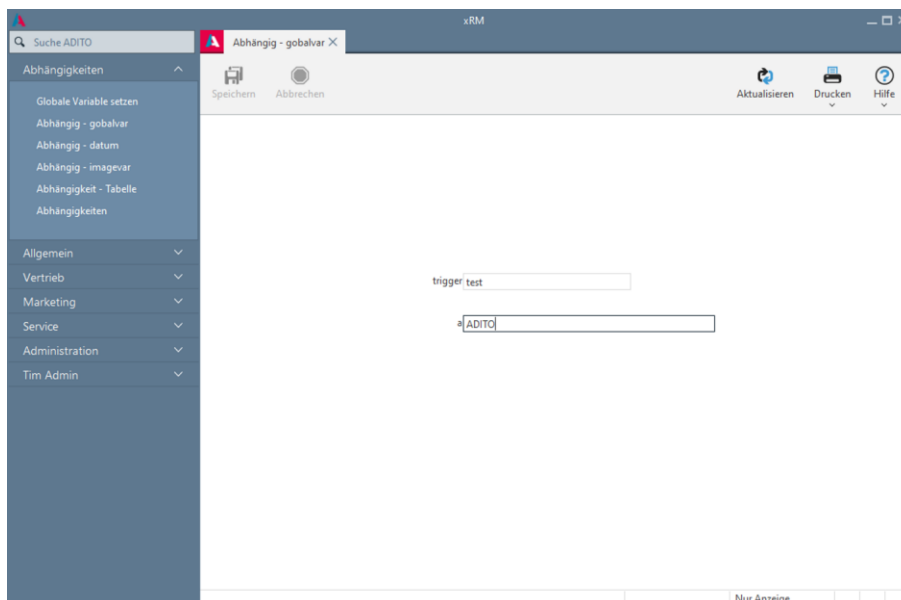 xRM
Suche ADITO
Abhängig - gobalvar
Abhängigkeiten
Globale Variable setzen
Abhängig - gobalvar
Abhängig - datum
Abhängig - imagevar
Abhängigkeit - Tabelle
Abhängigkeiten
Allgemein
Vertrieb
Marketing
Service
Administration
Tim Admin
Speichern Abbrechen Aktualisieren Drucken Hilfe
trigger test
a ADITO
Nur Anzeige